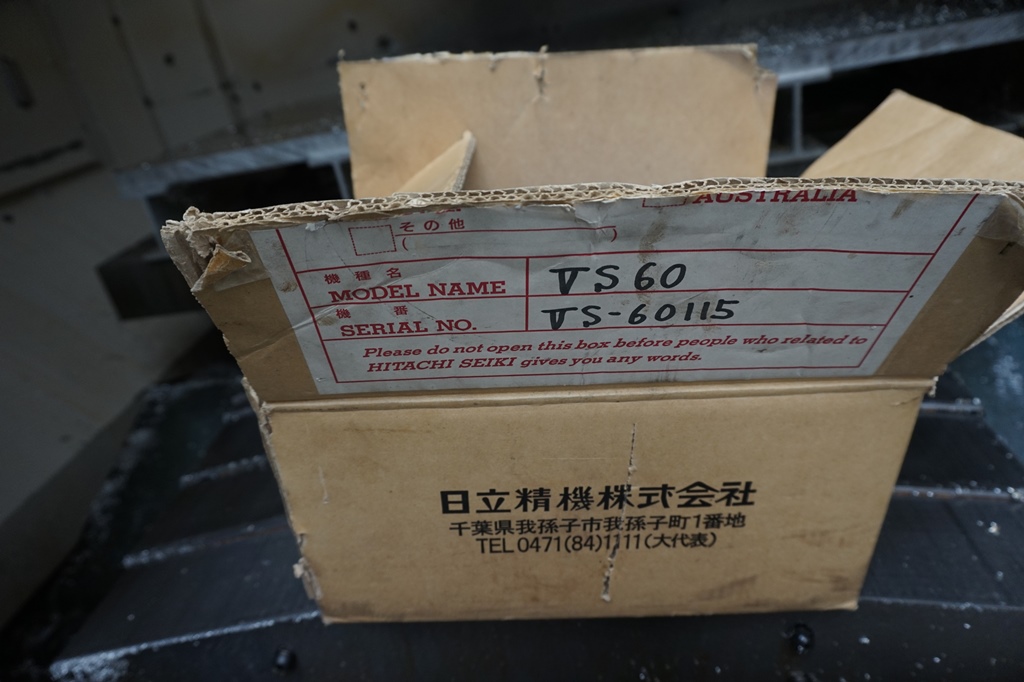 AUSTRALIA
その他
(                    )
機種名
MODEL NAME
VS60
機番
SERIAL NO.
VS-60115
Please do not open this box before people who related to
HITACHI SEIKI gives you any words.
日立精機株式会社
千葉県我孫子市我孫子町1番地
TEL 0471(84)1111(大代表)